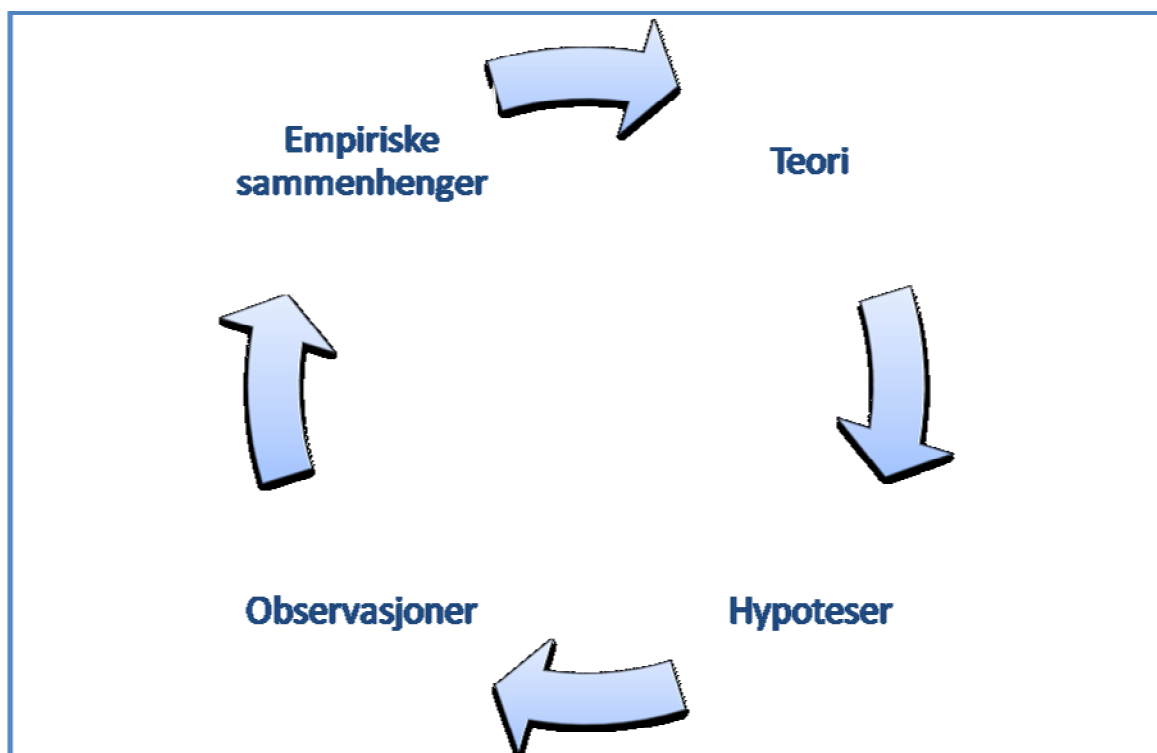 Empiriske
sammenhenger
Teori
Observasjoner
Hypoteser